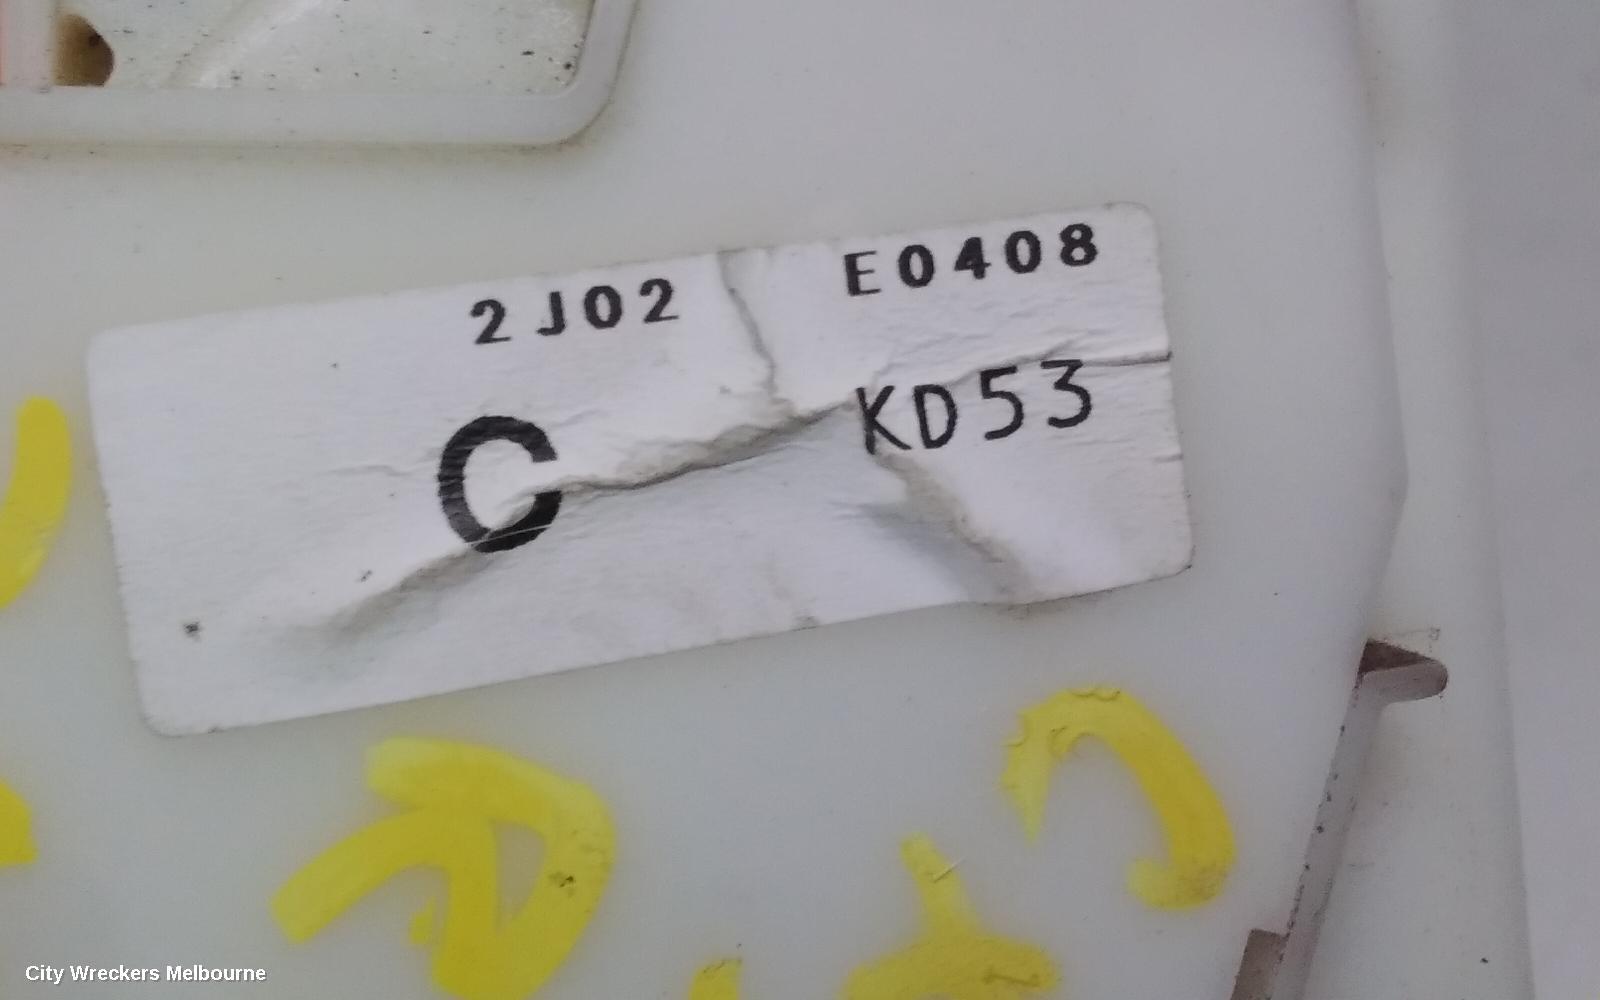 2J02 E0408
C KD53
City Wreckers Melbourne